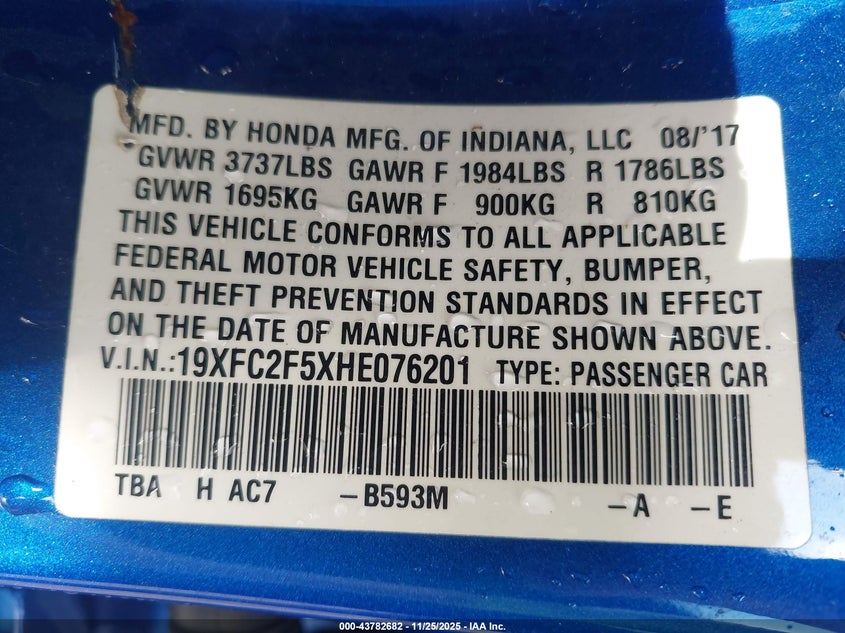 MFD. BY HONDA MFG. OF INDIANA, LLC 08/'17
GVWR 3737LBS GAWR F 1984LBS R 1786LBS
GVWR 1695KG GAWR F 900KG R 810KG
THIS VEHICLE CONFORMS TO ALL APPLICABLE
FEDERAL MOTOR VEHICLE SAFETY, BUMPER,
AND THEFT PREVENTION STANDARDS IN EFFECT
ON THE DATE OF MANUFACTURE SHOWN ABOVE.
V.I.N.:19XFC2F5XHE076201 TYPE: PASSENGER CAR
TBA H AC7 -B593M -A -E
000-43782682 - 11/25/2025 - IAA Inc.